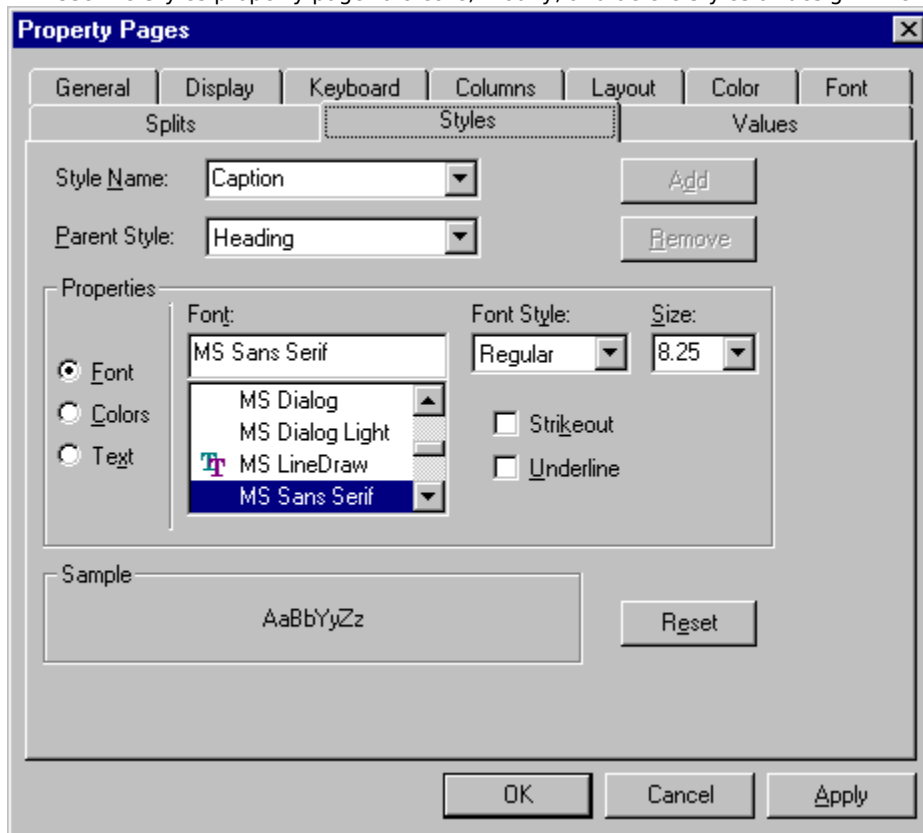 Property Pages
General Display Keyboard Columns Layout Color Font
Splits Styles Values
Style Name: Caption Add
Parent Style: Heading Remove
Properties
Font: Font Style: Size:
MS Sans Serif Regular 8.25
Font
Colors
Text
MS Dialog
MS Dialog Light
MS LineDraw
MS Sans Serif
Strikeout
Underline
Sample
AaBbYyZz
Reset
OK Cancel Apply